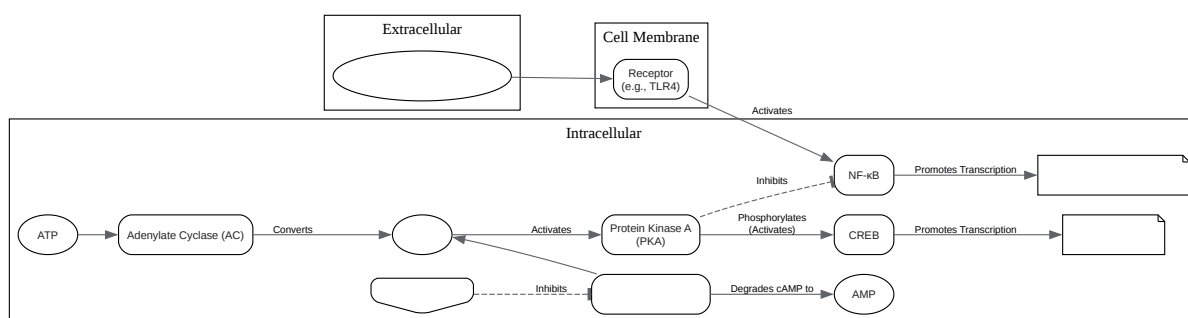 Extracellular
Cell Membrane
Receptor
(e.g., TLR4)
Activates
Intracellular
Inhibits
NF-κB
Promotes Transcription
ATP
Adenylate Cyclase (AC)
Converts
Activates
Protein Kinase A
(PKA)
Phosphorylates
(Activates)
CREB
Promotes Transcription
Inhibits
Degrades cAMP to
AMP